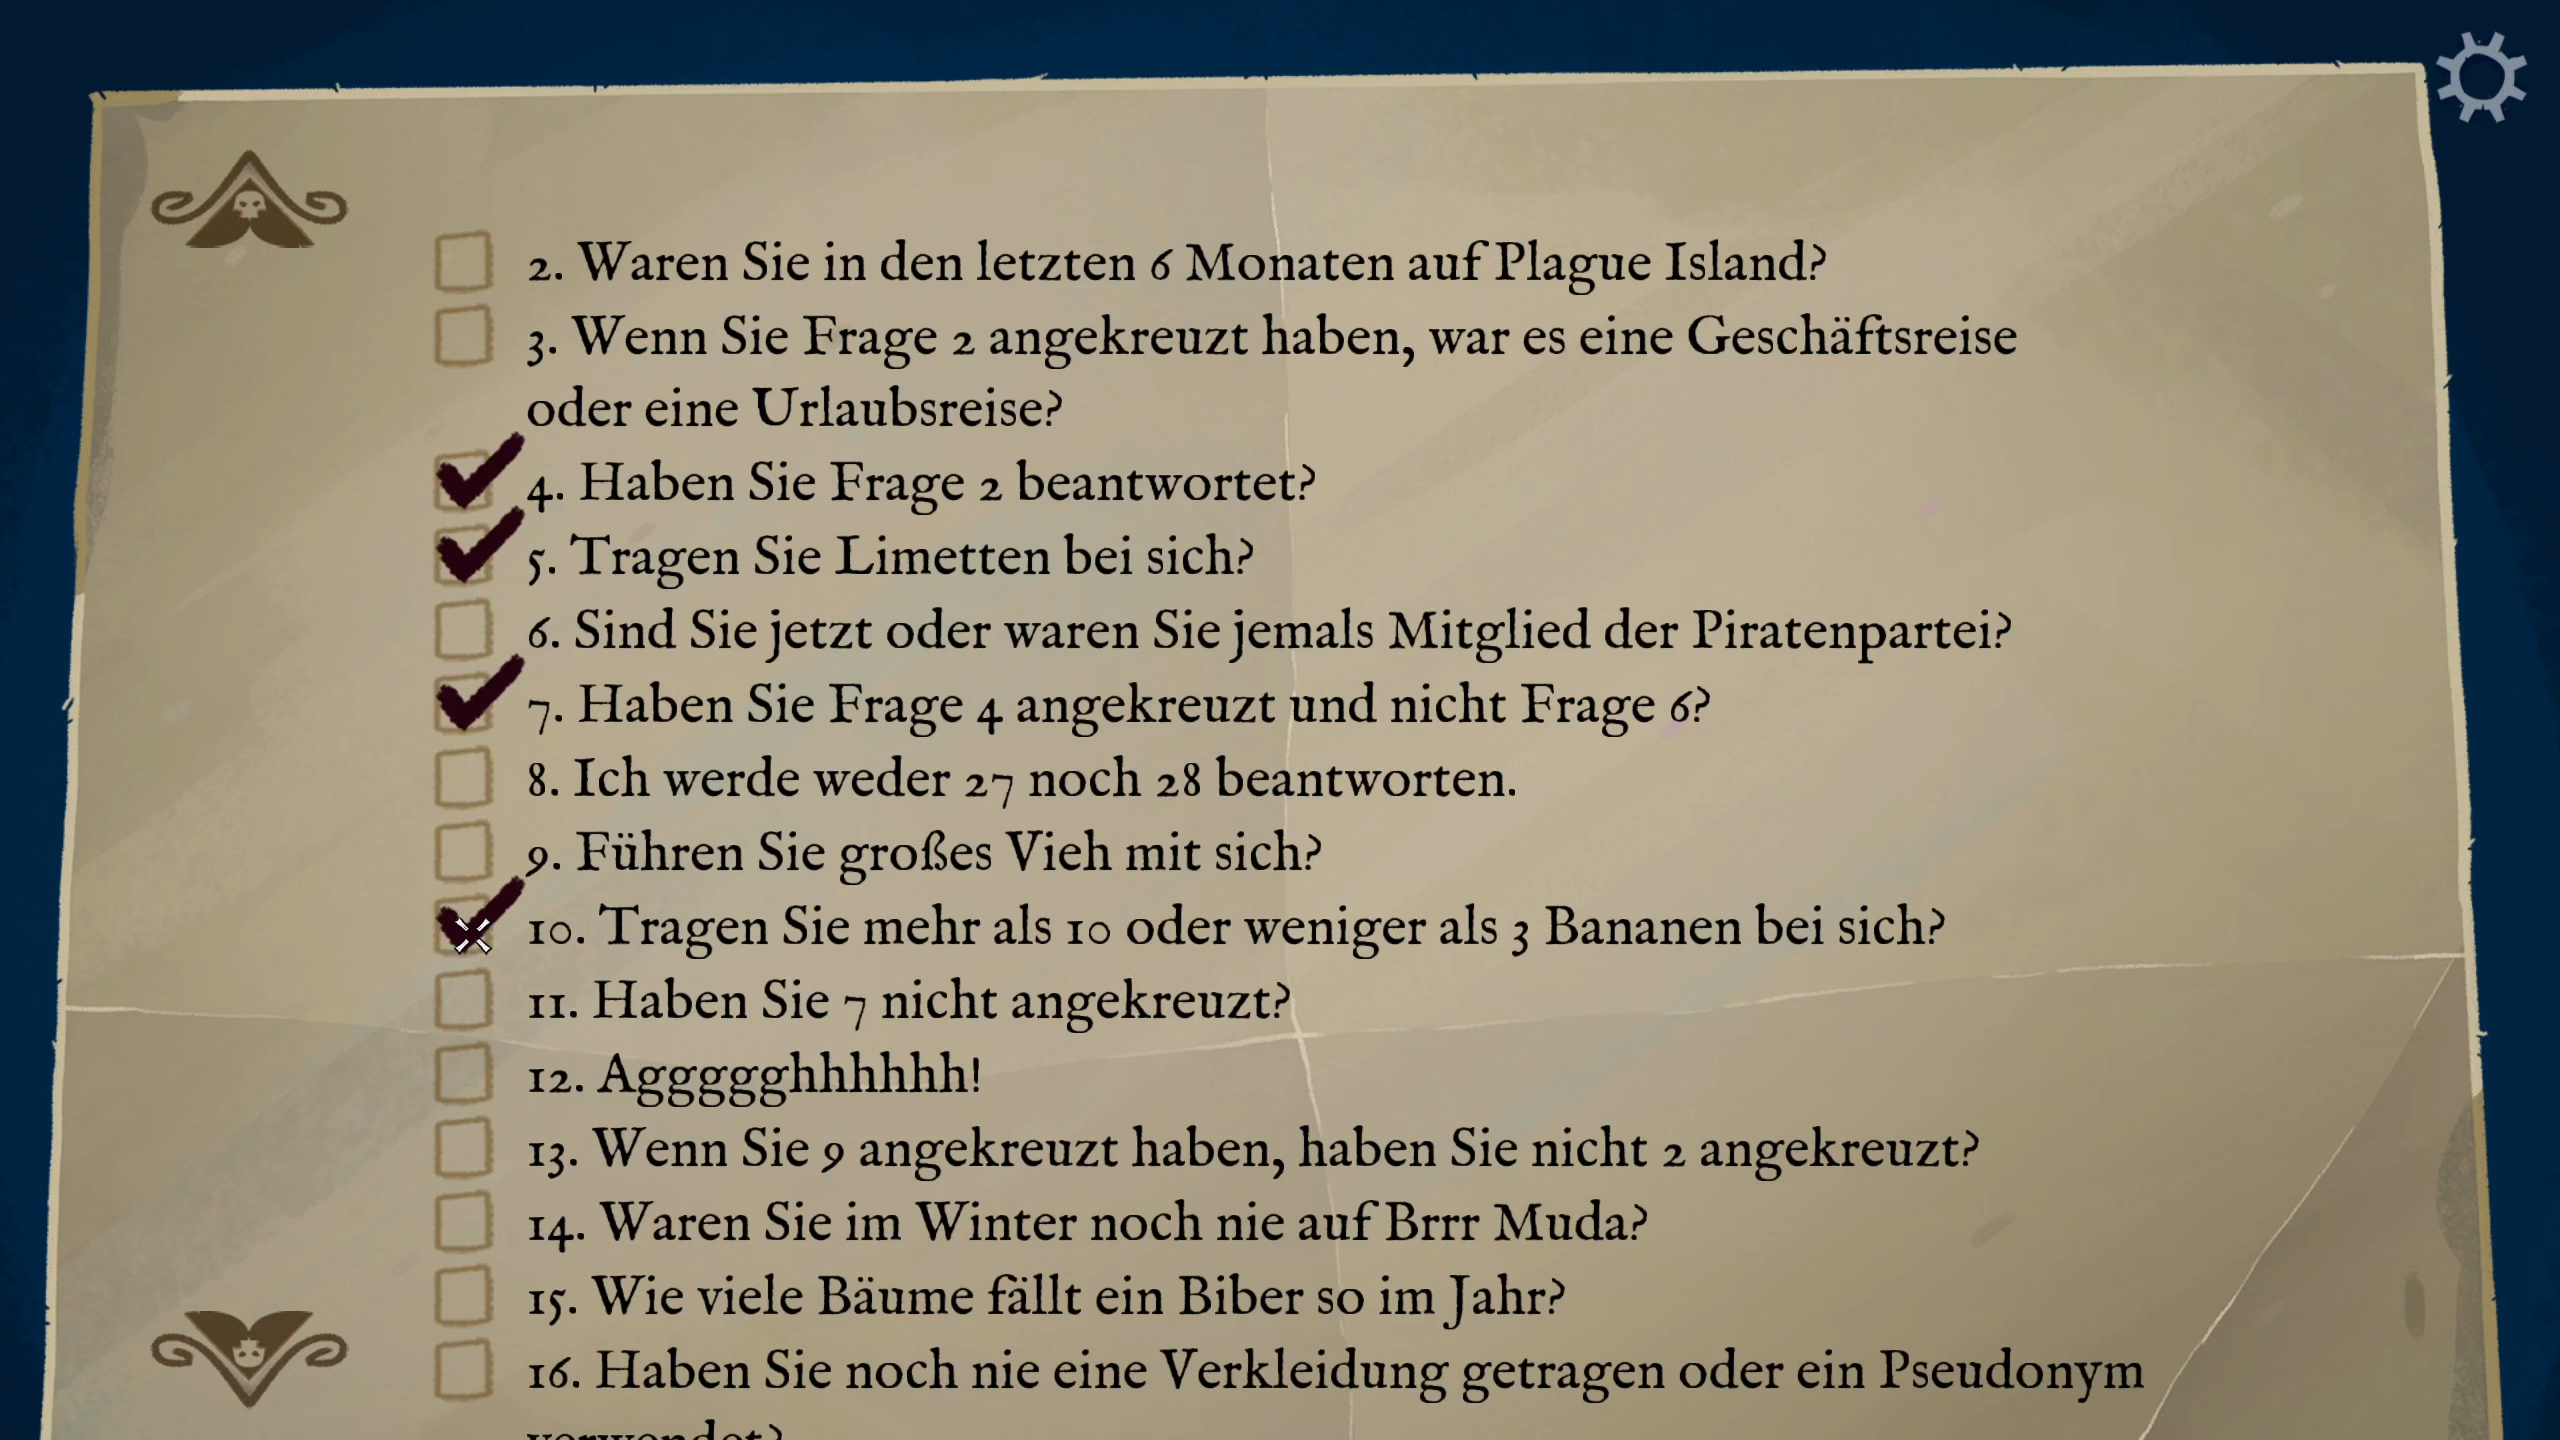 2. Waren Sie in den letzten 6 Monaten auf Plague Island?
3. Wenn Sie Frage 2 angekreuzt haben, war es eine Geschäftsreise
oder eine Urlaubsreise?
4. Haben Sie Frage 2 beantwortet?
5. Tragen Sie Limetten bei sich?
6. Sind Sie jetzt oder waren Sie jemals Mitglied der Piratenpartei?
7. Haben Sie Frage 4 angekreuzt und nicht Frage 6?
8. Ich werde weder 27 noch 28 beantworten.
9. Führen Sie großes Vieh mit sich?
10. Tragen Sie mehr als 10 oder weniger als 3 Bananen bei sich?
11. Haben Sie 7 nicht angekreuzt?
12. Aggggghhhhhh!
13. Wenn Sie 9 angekreuzt haben, haben Sie nicht 2 angekreuzt?
14. Waren Sie im Winter noch nie auf Brrr Muda?
15. Wie viele Bäume fällt ein Biber so im Jahr?
16. Haben Sie noch nie eine Verkleidung getragen oder ein Pseudonym